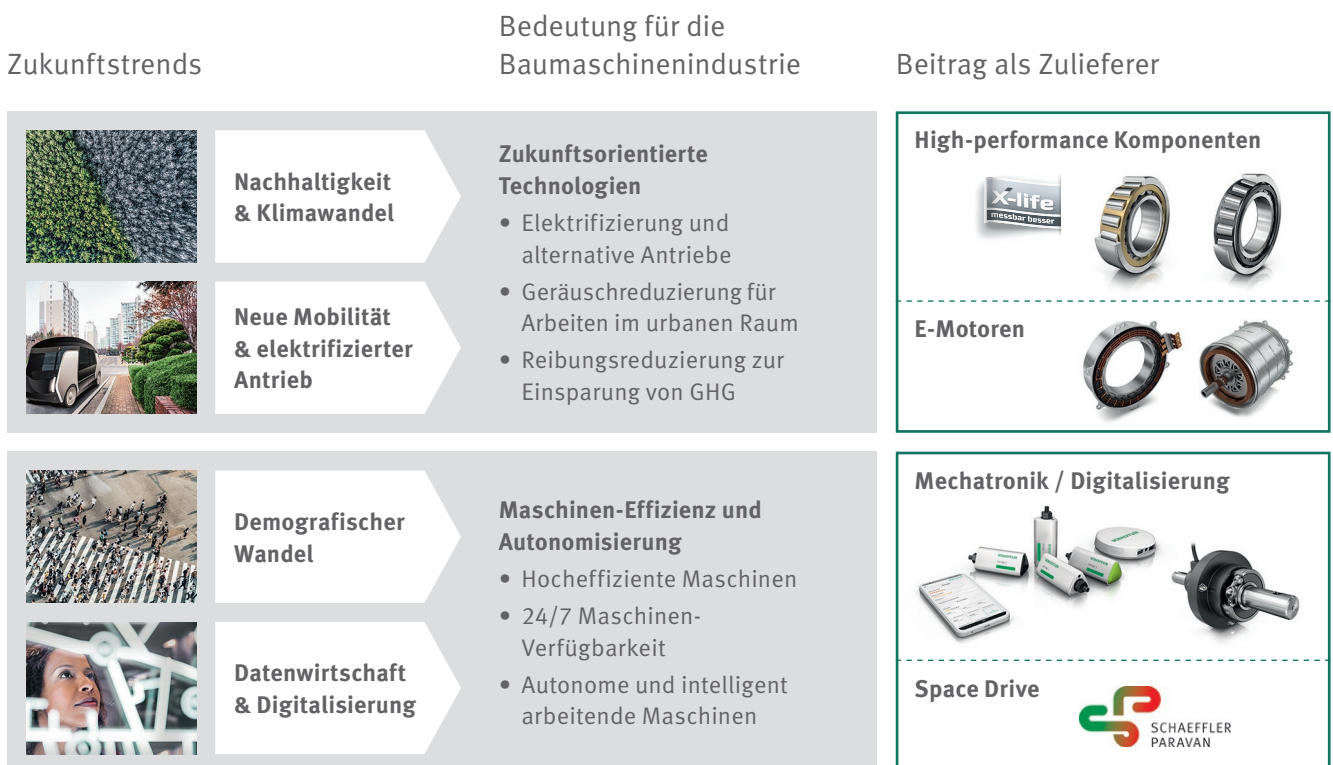 Zukunftstrends
Bedeutung für die
Baumaschinenindustrie
Beitrag als Zulieferer
Nachhaltigkeit
& Klimawandel
Neue Mobilität
& elektrifizierter
Antrieb
Zukunftsorientierte
Technologien
• Elektrifizierung und
alternative Antriebe
• Geräuschreduzierung für
Arbeiten im urbanen Raum
• Reibungsreduzierung zur
Einsparung von GHG
High-performance Komponenten
X-life
messbar besser
E-Motoren
Demografischer
Wandel
Datenwirtschaft
& Digitalisierung
Maschinen-Effizienz und
Autonomisierung
• Hocheffiziente Maschinen
• 24/7 Maschinen-
Verfügbarkeit
• Autonome und intelligent
arbeitende Maschinen
Mechatronik / Digitalisierung
Space Drive
SCHAEFFLER
PARAVAN